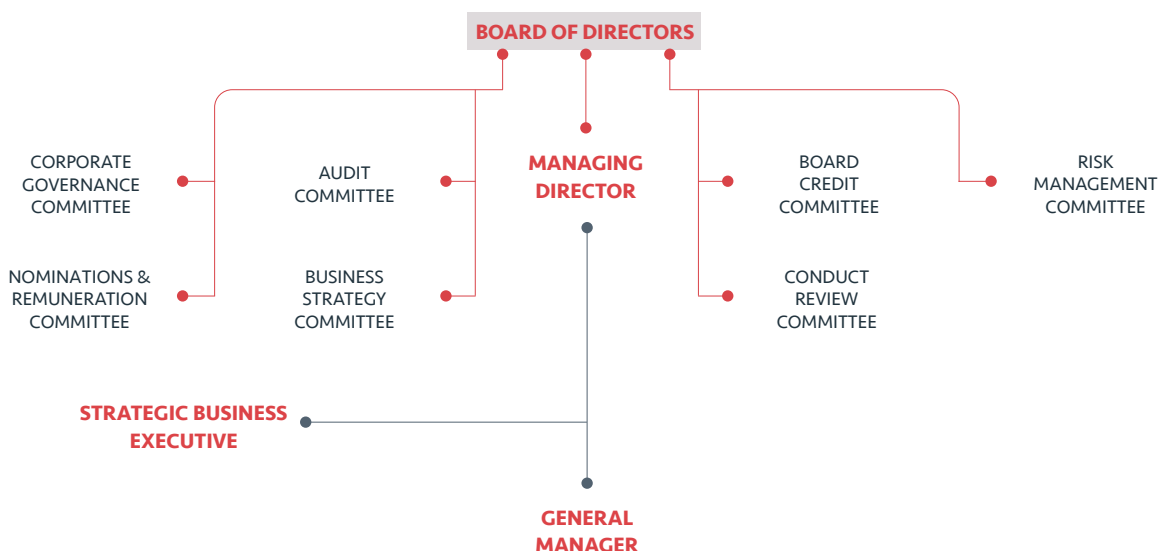 BOARD OF DIRECTORS
CORPORATE
GOVERNANCE
COMMITTEE
AUDIT
COMMITTEE
MANAGING
DIRECTOR
BOARD
CREDIT
COMMITTEE
RISK
MANAGEMENT
COMMITTEE
NOMINATIONS &
REMUNERATION
COMMITTEE
BUSINESS
STRATEGY
COMMITTEE
CONDUCT
REVIEW
COMMITTEE
STRATEGIC BUSINESS
EXECUTIVE
GENERAL
MANAGER